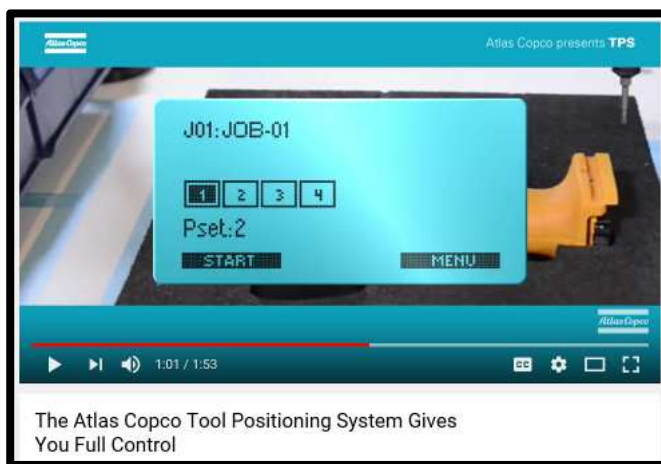 Atlas Copco
Atlas Copco presents TPS
J01:JOB-01
1 2 3 4
Pset:2
START MENU
Atlas Copco
1:01 / 1:53
CC
The Atlas Copco Tool Positioning System Gives
You Full Control